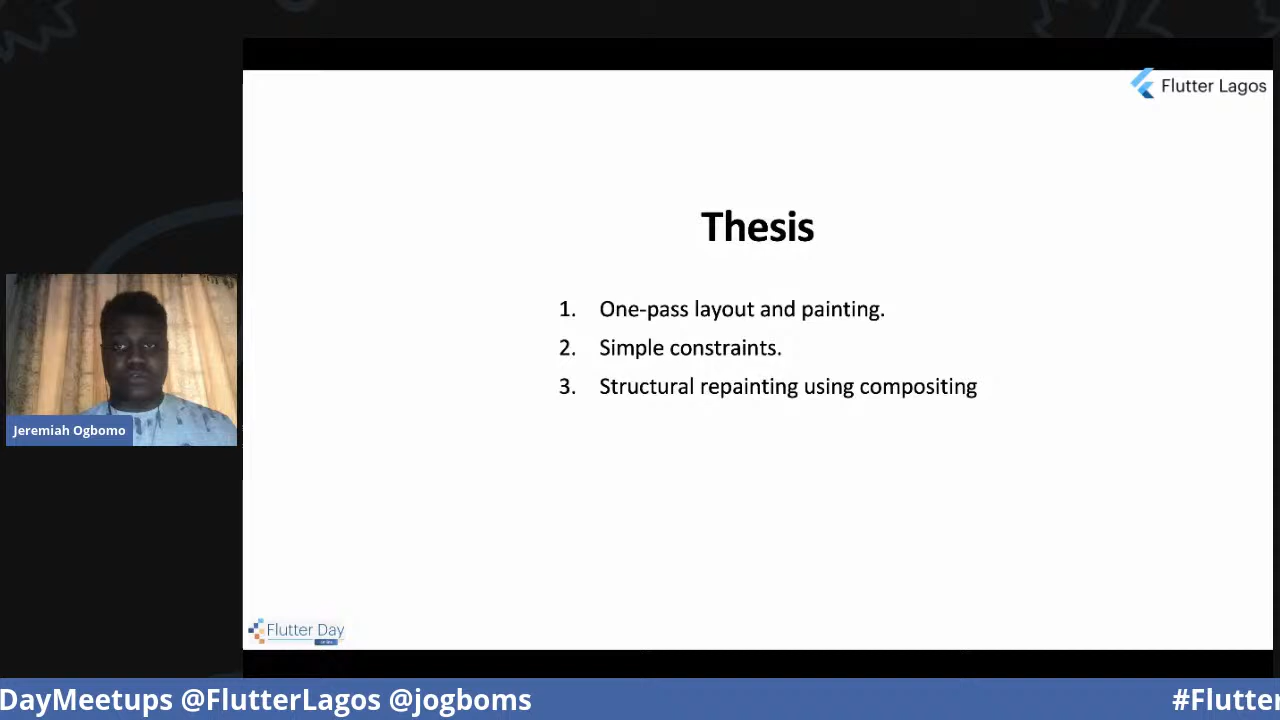 Flutter Lagos
Thesis
1. One-pass layout and painting.
2. Simple constraints.
3. Structural repainting using compositing
Jeremiah Ogbomo
Flutter Day
DayMeetups @FlutterLagos @jogboms
#Flutter